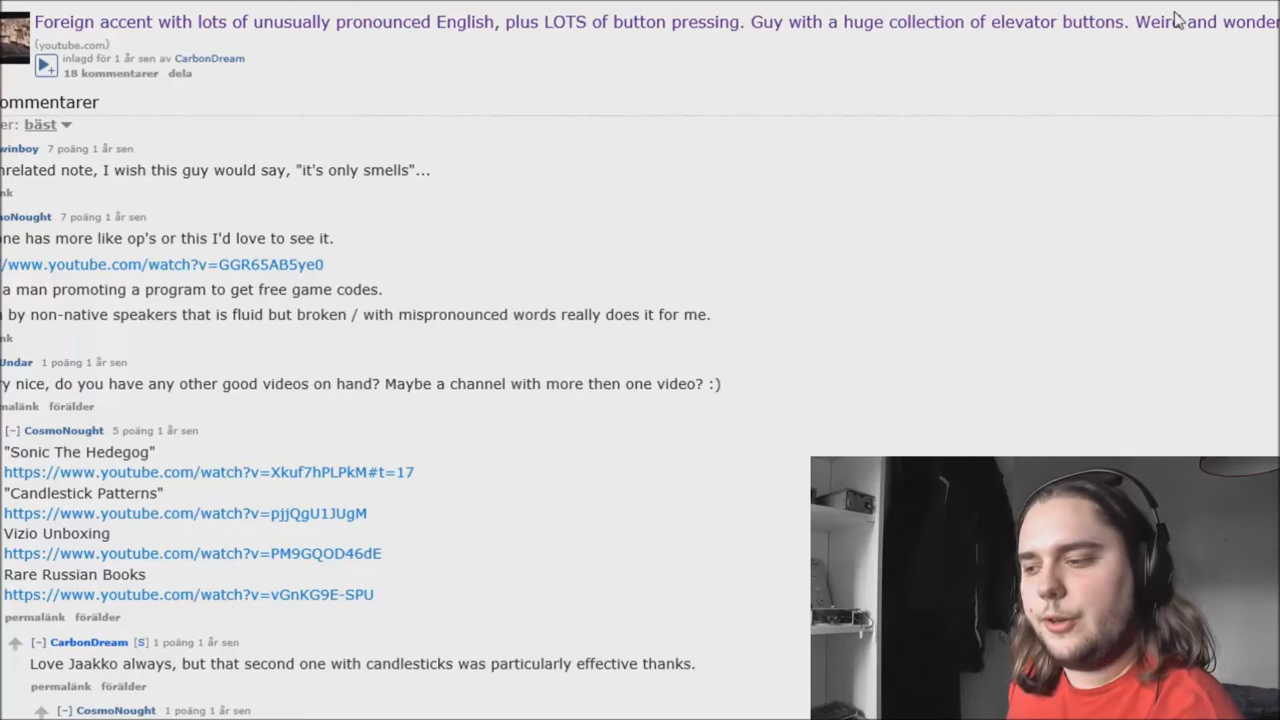 Foreign accent with lots of unusually pronounced English, plus LOTS of button pressing. Guy with a huge collection of elevator buttons. Weird and wonder
(youtube.com)
inlagd för 1 år sen av CarbonDream
18 kommentarer dela
ommentarer
er: bäst
winboy 7 poäng 1 år sen
nrelated note, I wish this guy would say, "it's only smells"...
nk
moNought 7 poäng 1 år sen
one has more like op's or this I'd love to see it.
/www.youtube.com/watch?v=GGR65AB5ye0
a man promoting a program to get free game codes.
n by non-native speakers that is fluid but broken / with mispronounced words really does it for me.
nk
Undar 1 poäng 1 år sen
ry nice, do you have any other good videos on hand? Maybe a channel with more then one video? :)
malänk förälder
[–] CosmoNought 5 poäng 1 år sen
"Sonic The Hedegog"
https://www.youtube.com/watch?v=Xkuf7hPLPkM#t=17
"Candlestick Patterns"
https://www.youtube.com/watch?v=pjjQgU1JUgM
Vizio Unboxing
https://www.youtube.com/watch?v=PM9GQOD46dE
Rare Russian Books
https://www.youtube.com/watch?v=vGnKG9E-SPU
permalänk förälder
[–] CarbonDream [S] 1 poäng 1 år sen
Love Jaakko always, but that second one with candlesticks was particularly effective thanks.
permalänk förälder
[–] CosmoNought 1 poäng 1 år sen